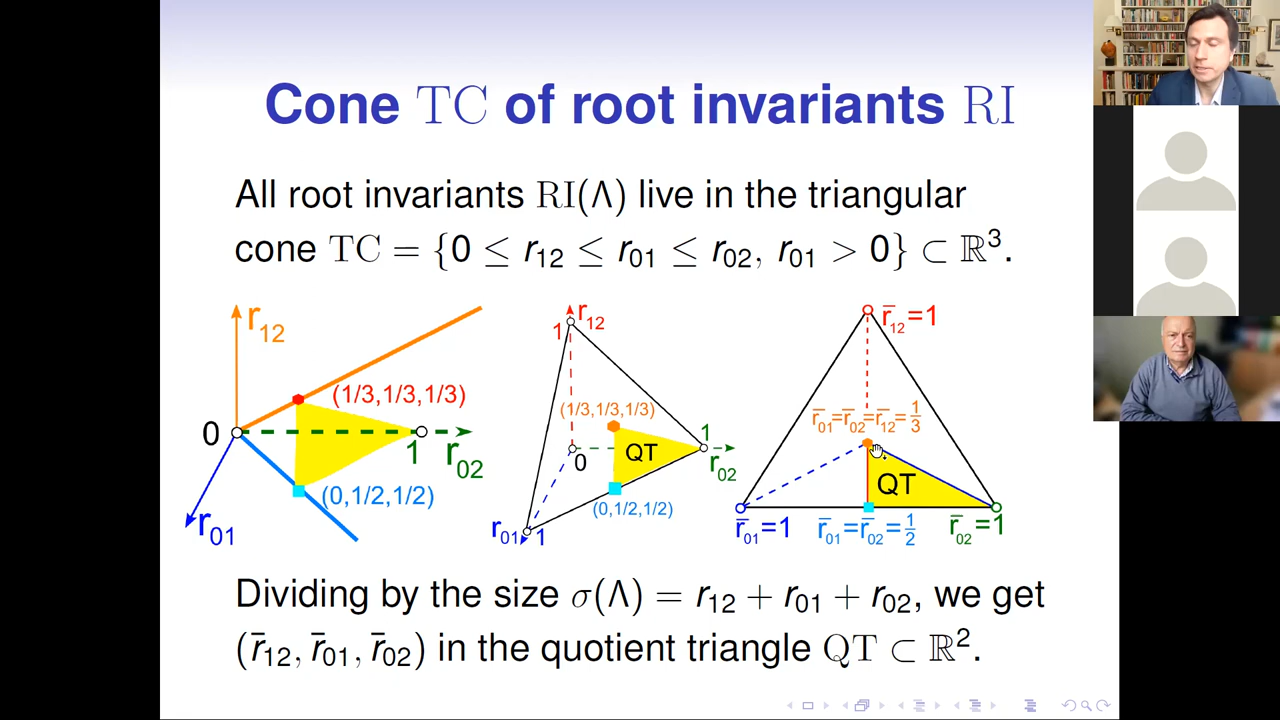 Cone TC of root invariants RI
All root invariants RI(Λ) live in the triangular
cone TC = {0 ≤ r₁₂ ≤ r₀₁ ≤ r₀₂, r₀₁ > 0} ⊂ ℝ³.
r₁₂
(1/3,1/3,1/3)
0
1
r₀₂
(0,1/2,1/2)
r₀₁
r₁₂
1
(1/3,1/3,1/3)
1
QT
0
r₀₂
(0,1/2,1/2)
r₀₁
1
r̄₁₂=1
r̄₀₁=r̄₀₂=r̄₁₂=1/3
QT
r̄₀₁=1
r̄₀₁=r̄₀₂=1/2
r̄₀₂=1
Dividing by the size σ(Λ) = r₁₂ + r₀₁ + r₀₂, we get
(r̄₁₂, r̄₀₁, r̄₀₂) in the quotient triangle QT ⊂ ℝ².